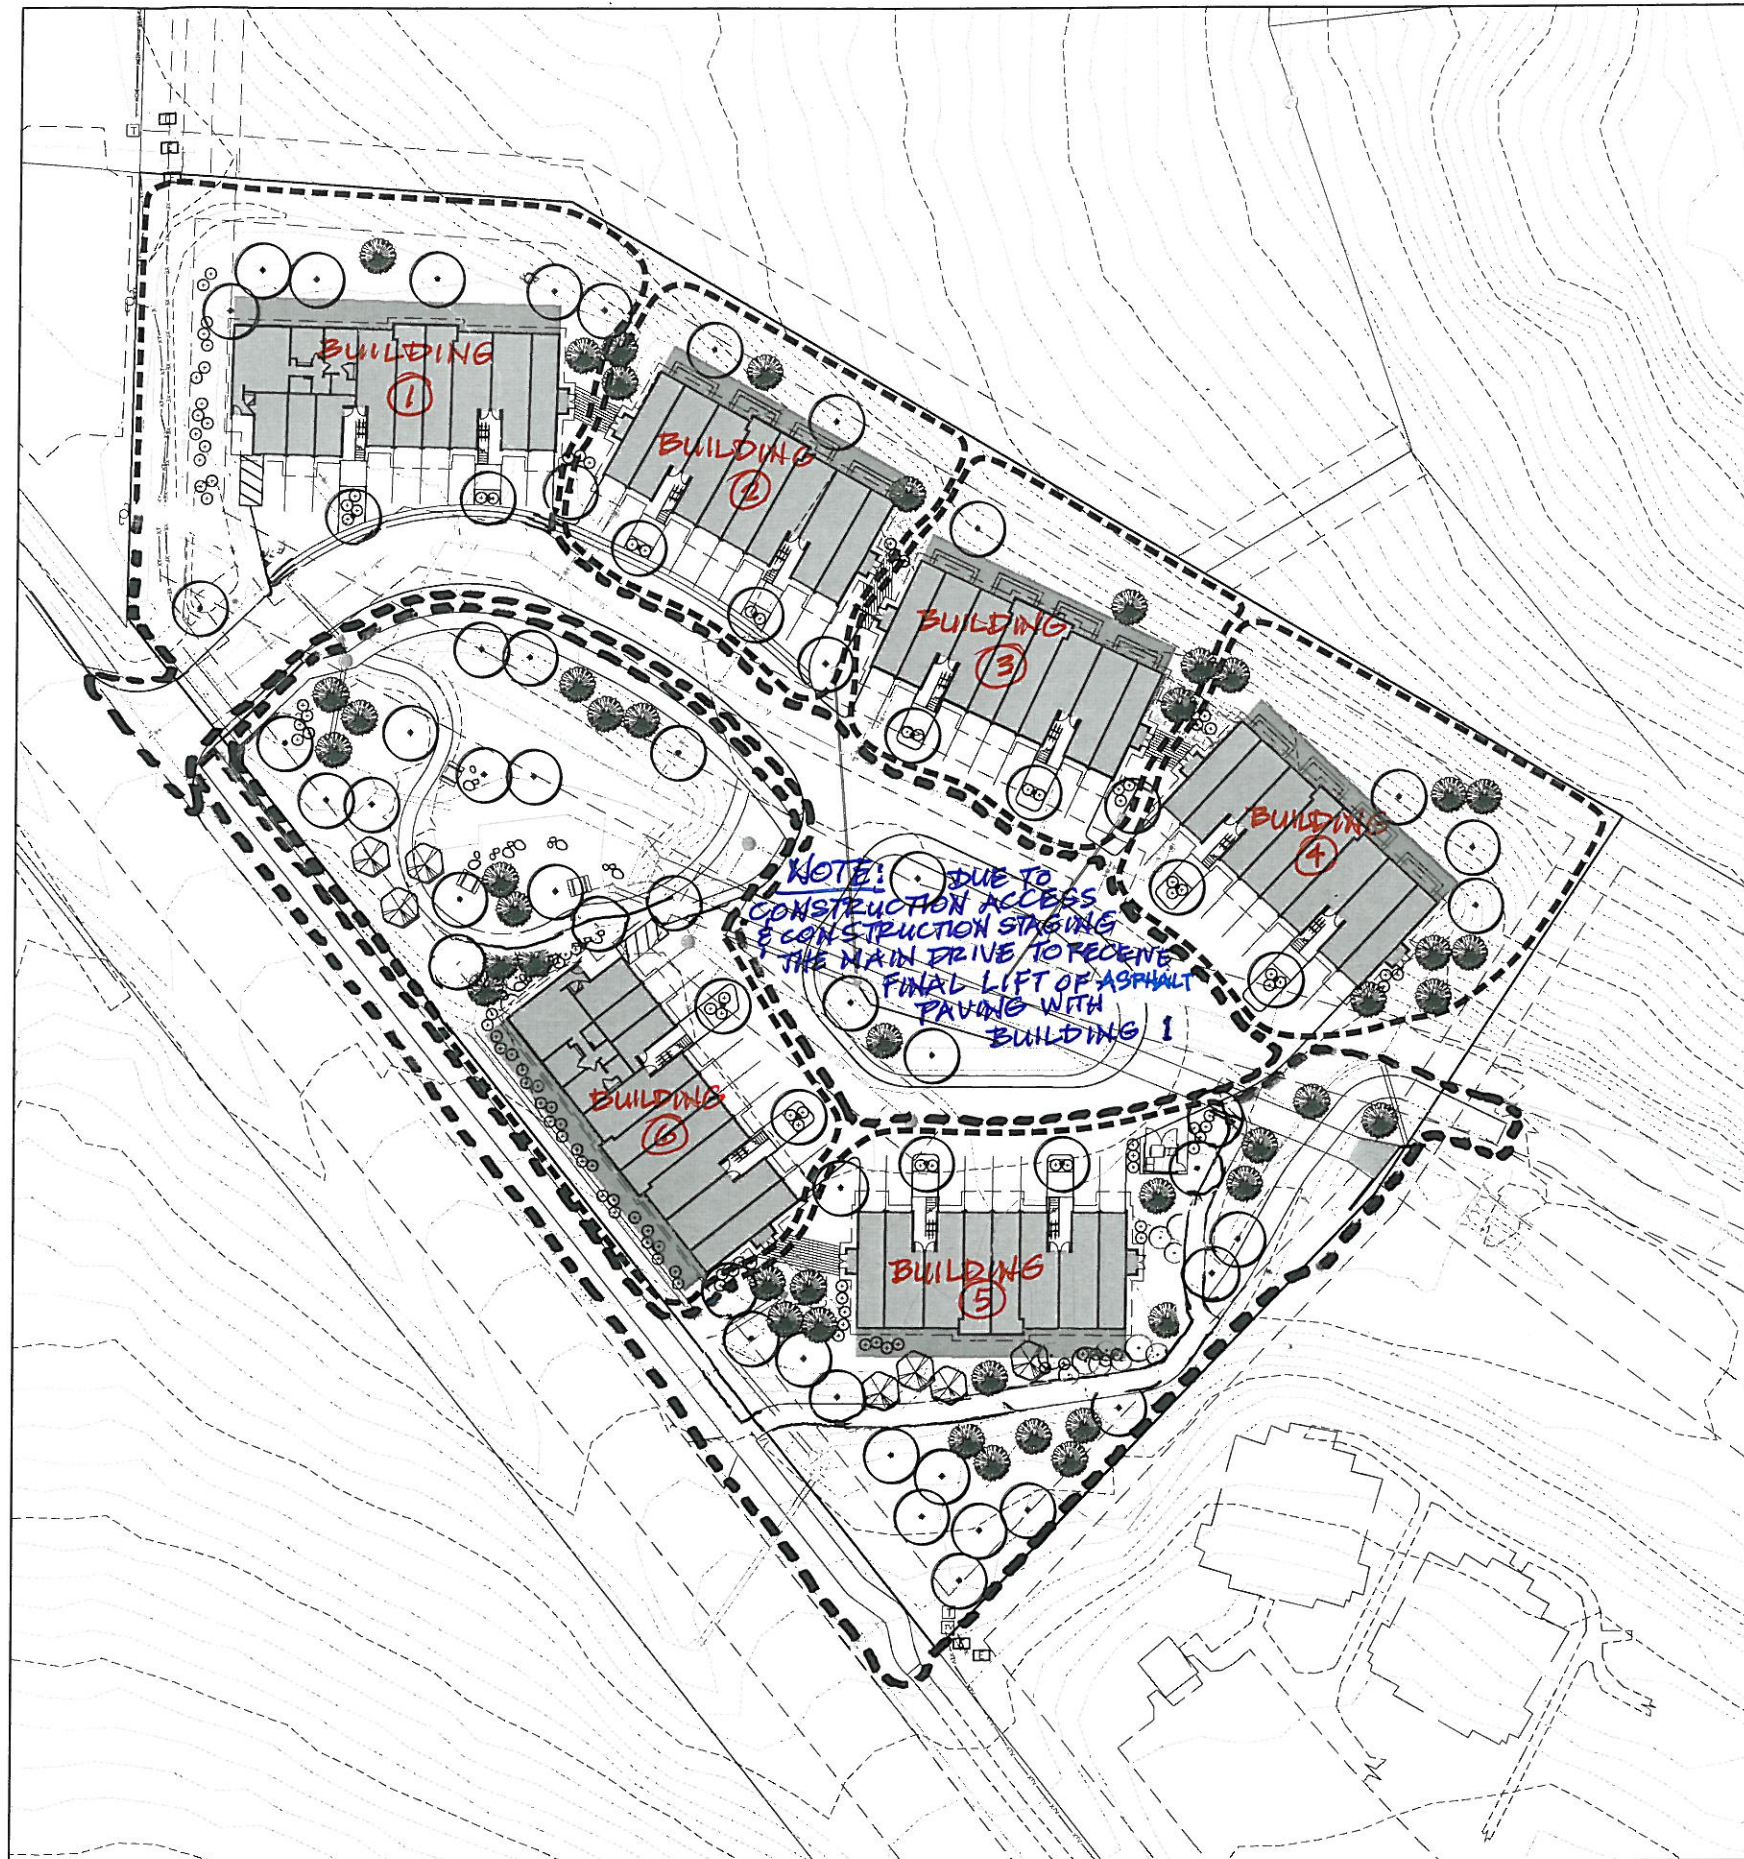 BUILDING
1
BUILDING
2
BUILDING
3
BUILDING
4
NOTE: DUE TO
CONSTRUCTION ACCESS
& CONSTRUCTION STAGING
THE MAIN DRIVE TO RECEIVE
FINAL LIFT OF ASPHALT
PAVING WITH
BUILDING 1
BUILDING
6
BUILDING
5